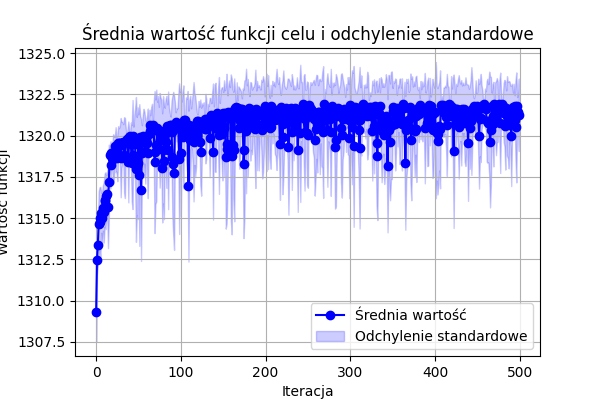 Średnia wartość funkcji celu i odchylenie standardowe
Wartość funkcji
1325.0
1322.5
1320.0
1317.5
1315.0
1312.5
1310.0
1307.5
0
100
200
300
400
500
Iteracja
Średnia wartość
Odchylenie standardowe